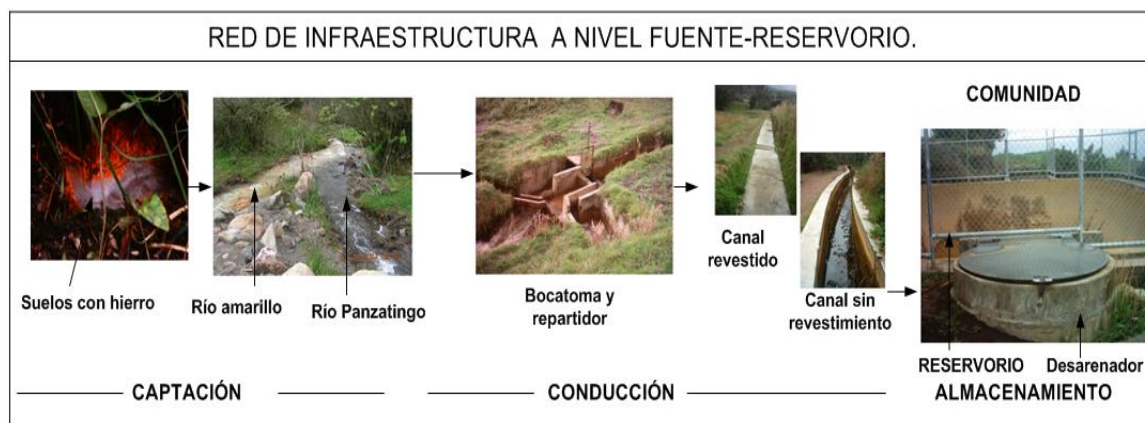 RED DE INFRAESTRUCTURA A NIVEL FUENTE-RESERVORIO.
COMUNIDAD
Suelos con hierro
Río amarillo
Río Panzatingo
Bocatoma y
repartidor
Canal
revestido
Canal sin
revestimiento
RESERVORIO
Desarenador
CAPTACIÓN
CONDUCCIÓN
ALMACENAMIENTO